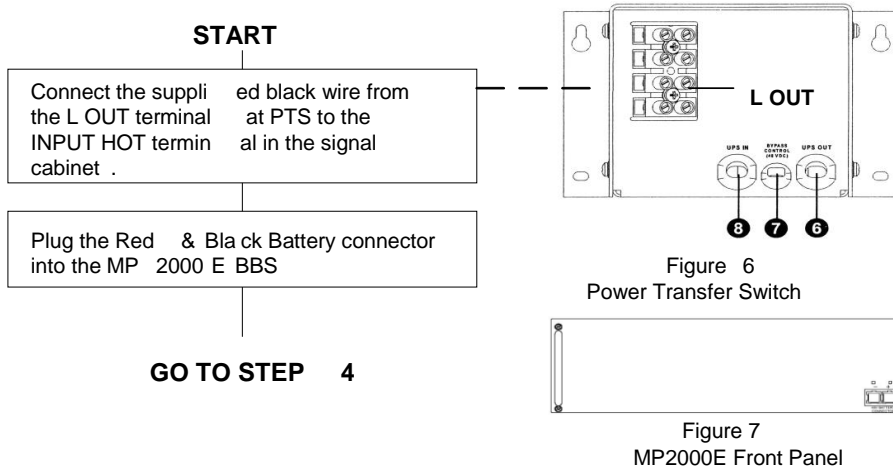 START
Connect the suppli ed black wire from
the L OUT terminal at PTS to the
INPUT HOT termin al in the signal
cabinet .
Plug the Red & Bla ck Battery connector
into the MP 2000 E BBS
GO TO STEP 4
L OUT
UPS IN
BYPASS
CONTROL
(48 VDC)
UPS OUT
8 7 6
Figure 6
Power Transfer Switch
Figure 7
MP2000E Front Panel